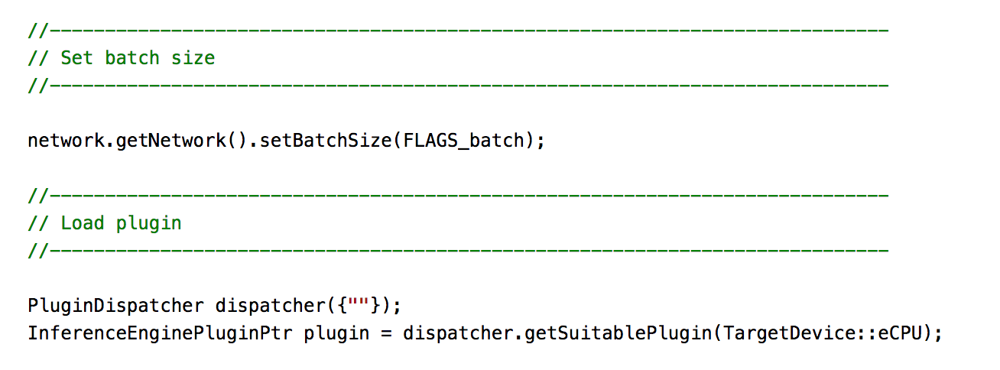 //----------------------------------------------------------------------------
// Set batch size
//----------------------------------------------------------------------------
network.getNetwork().setBatchSize(FLAGS_batch);
//----------------------------------------------------------------------------
// Load plugin
//----------------------------------------------------------------------------
PluginDispatcher dispatcher({""});
InferenceEnginePluginPtr plugin = dispatcher.getSuitablePlugin(TargetDevice::eCPU);